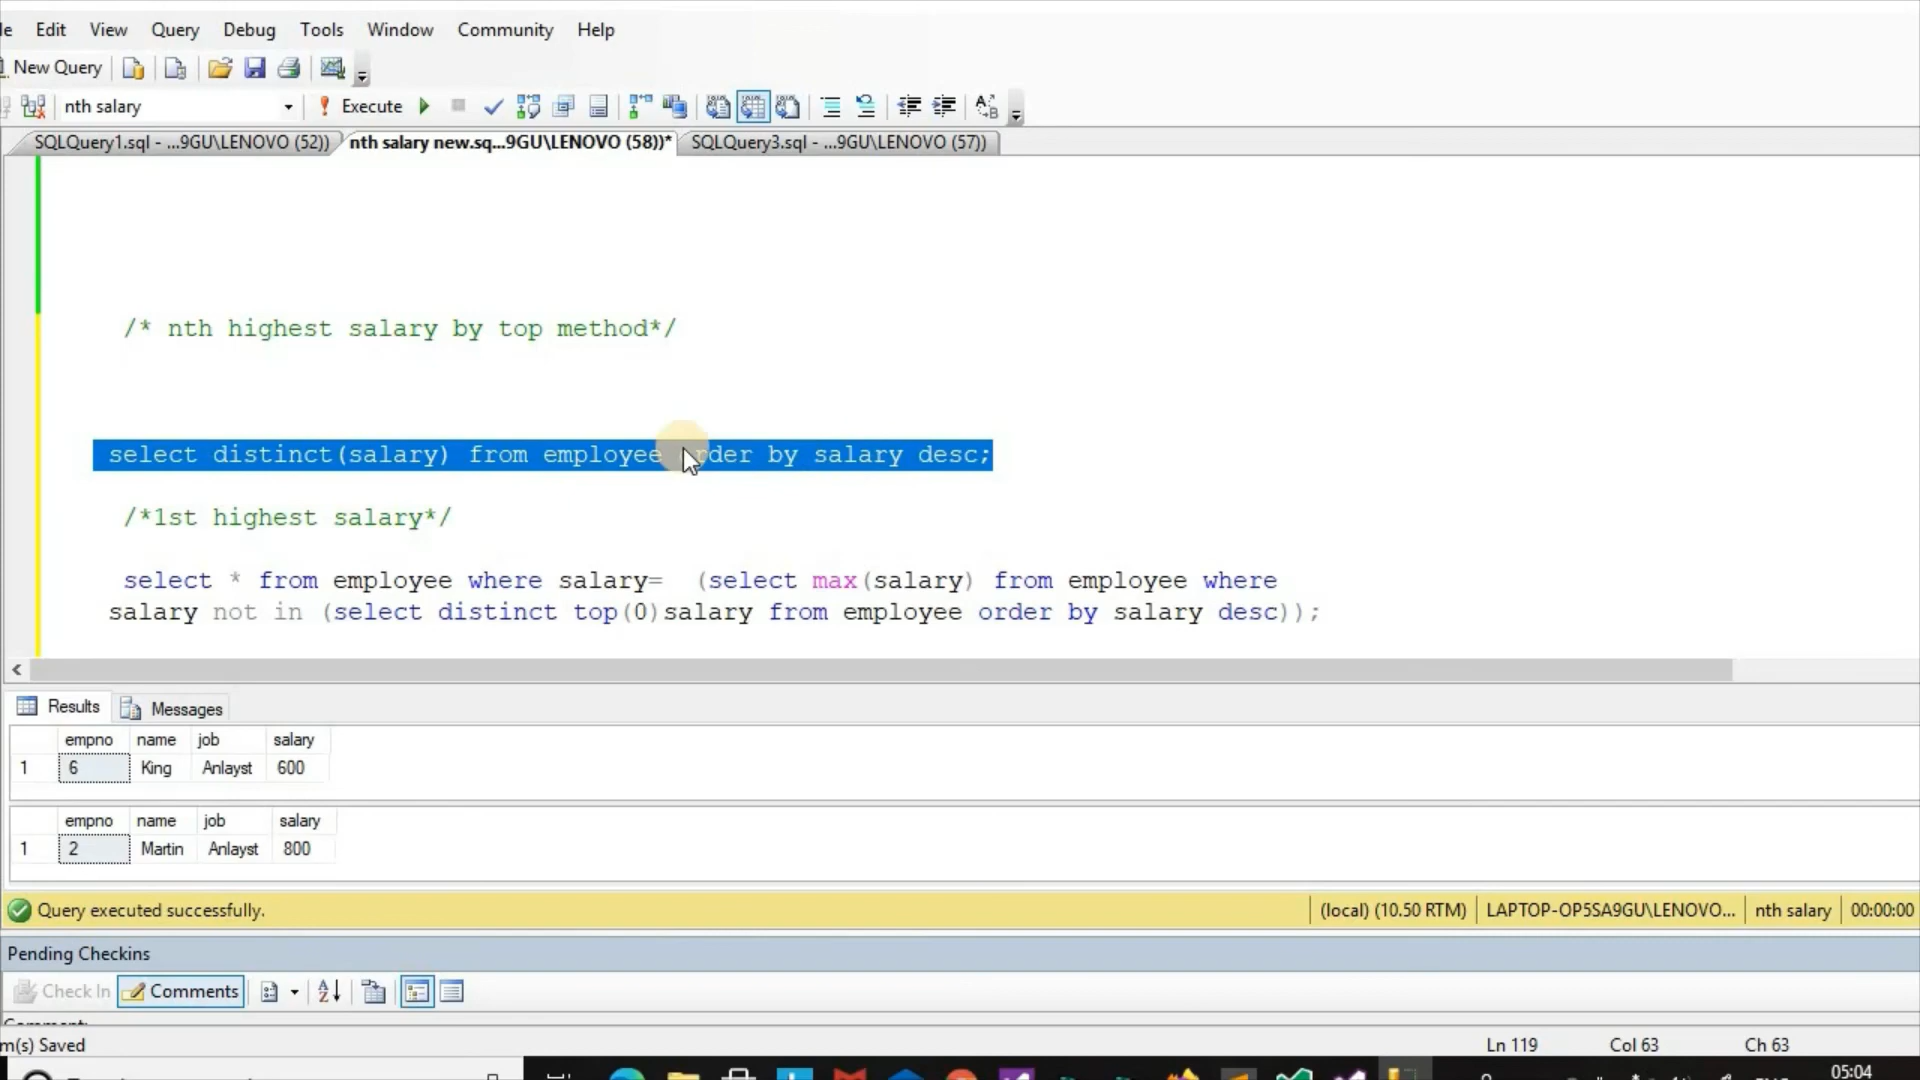 Edit View Query Debug Tools Window Community Help
New Query
nth salary Execute
SQLQuery1.sql - ...9GU\LENOVO (52)) nth salary new.sq...9GU\LENOVO (58))* SQLQuery3.sql - ...9GU\LENOVO (57))
/* nth highest salary by top method*/
select distinct(salary) from employee order by salary desc;
/*1st highest salary*/
select * from employee where salary= (select max(salary) from employee where
salary not in (select distinct top(0)salary from employee order by salary desc));
Results Messages
empno name job salary
1 6 King Anlayst 600
empno name job salary
1 2 Martin Anlayst 800
Query executed successfully. (local) (10.50 RTM) LAPTOP-OP5SA9GU\LENOVO... nth salary 00:00:00
Pending Checkins
Check In Comments
m(s) Saved Ln 119 Col 63 Ch 63
05:04